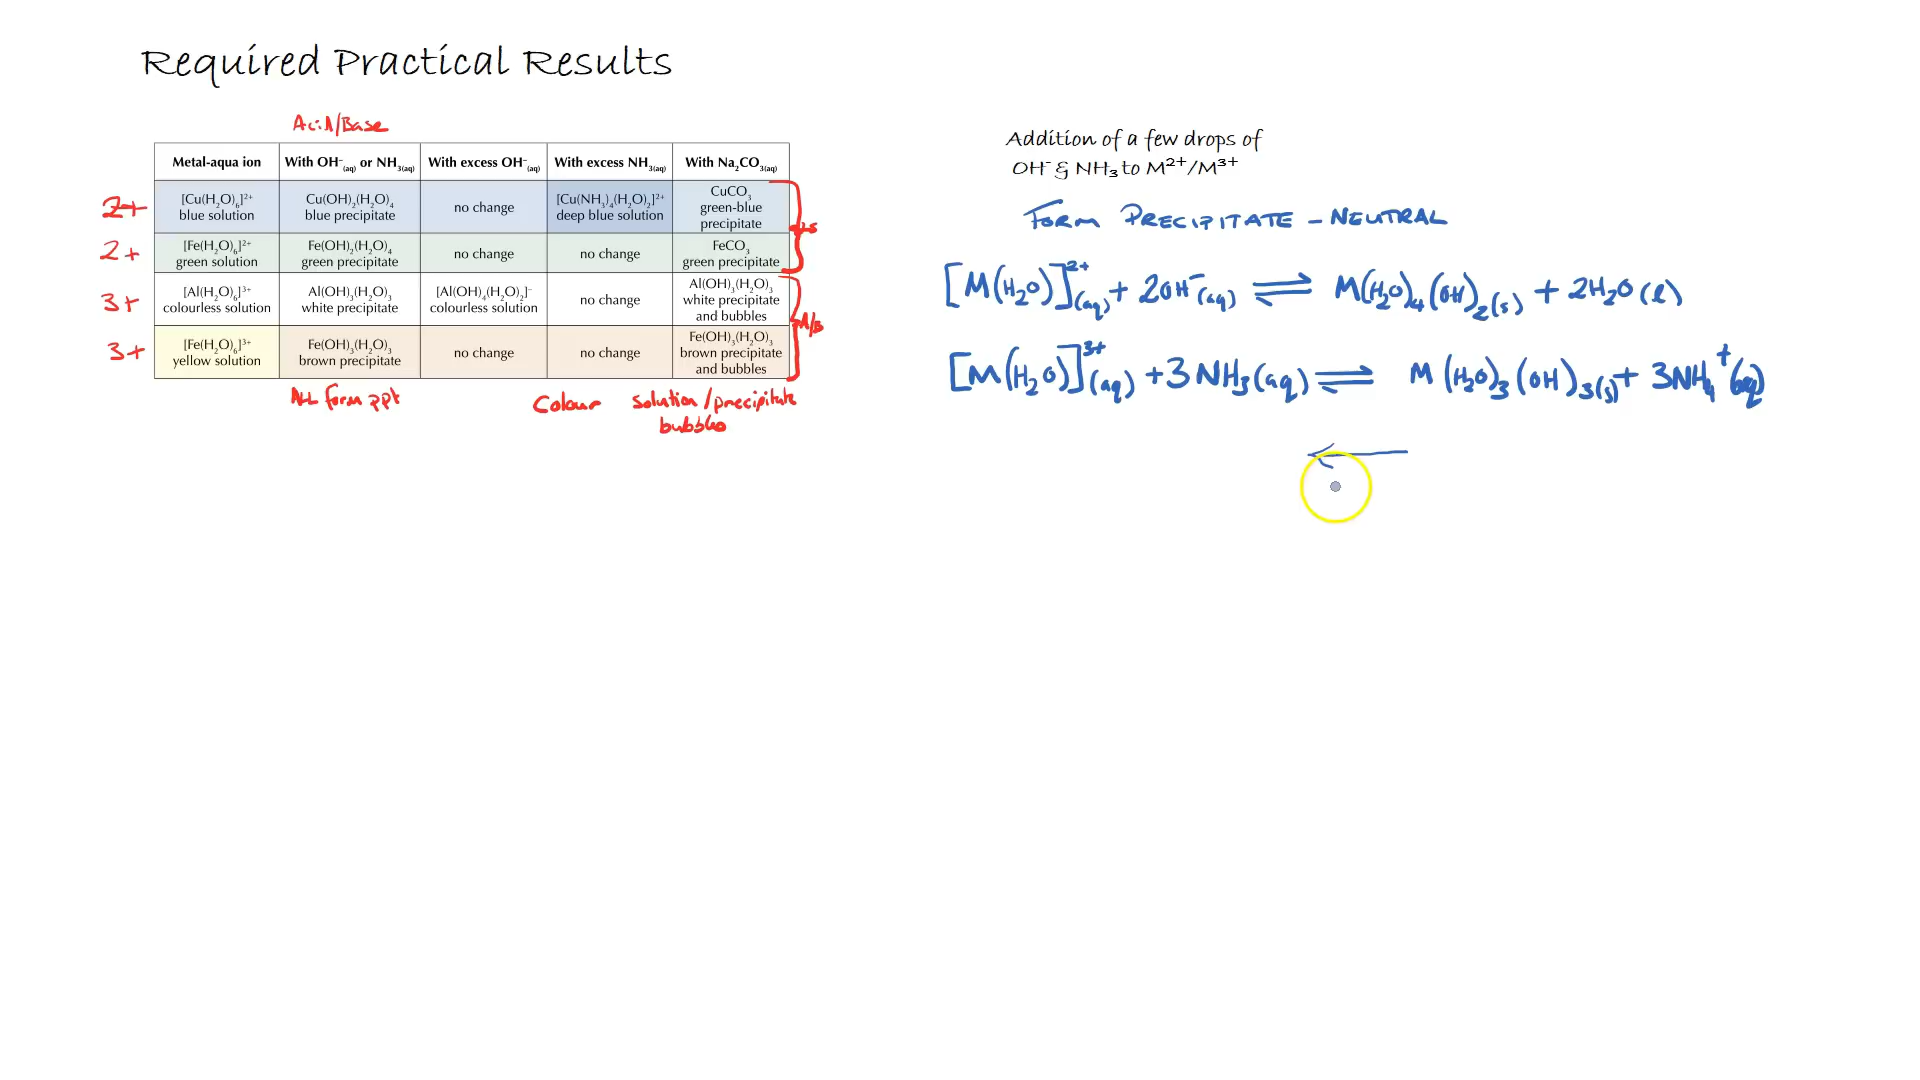 Required Practical Results
Acid/Base
Metal-aqua ion With OH⁻(aq) or NH₃(aq) With excess OH⁻(aq) With excess NH₃(aq) With Na₂CO₃(aq)
2+ [Cu(H₂O)₆]²⁺ blue solution Cu(OH)₂(H₂O)₄ blue precipitate no change [Cu(NH₃)₄(H₂O)₂]²⁺ deep blue solution CuCO₃ green-blue precipitate
2+ [Fe(H₂O)₆]²⁺ green solution Fe(OH)₂(H₂O)₄ green precipitate no change no change FeCO₃ green precipitate
3+ [Al(H₂O)₆]³⁺ colourless solution Al(OH)₃(H₂O)₃ white precipitate [Al(OH)₄(H₂O)₂]⁻ colourless solution no change Al(OH)₃(H₂O)₃ white precipitate and bubbles
A/B
3+ [Fe(H₂O)₆]³⁺ yellow solution Fe(OH)₃(H₂O)₃ brown precipitate no change no change Fe(OH)₃(H₂O)₃ brown precipitate and bubbles
ALL form ppt
Colour
Solution/precipitate
bubbles
Addition of a few drops of
OH⁻ & NH₃ to M²⁺/M³⁺
FORM PRECIPITATE - NEUTRAL
[M(H₂O)]²⁺(aq) + 2OH⁻(aq) ⇌ M(H₂O)₄(OH)₂(s) + 2H₂O(l)
[M(H₂O)]³⁺(aq) + 3NH₃(aq) ⇌ M(H₂O)₃(OH)₃(s) + 3NH₄⁺(aq)